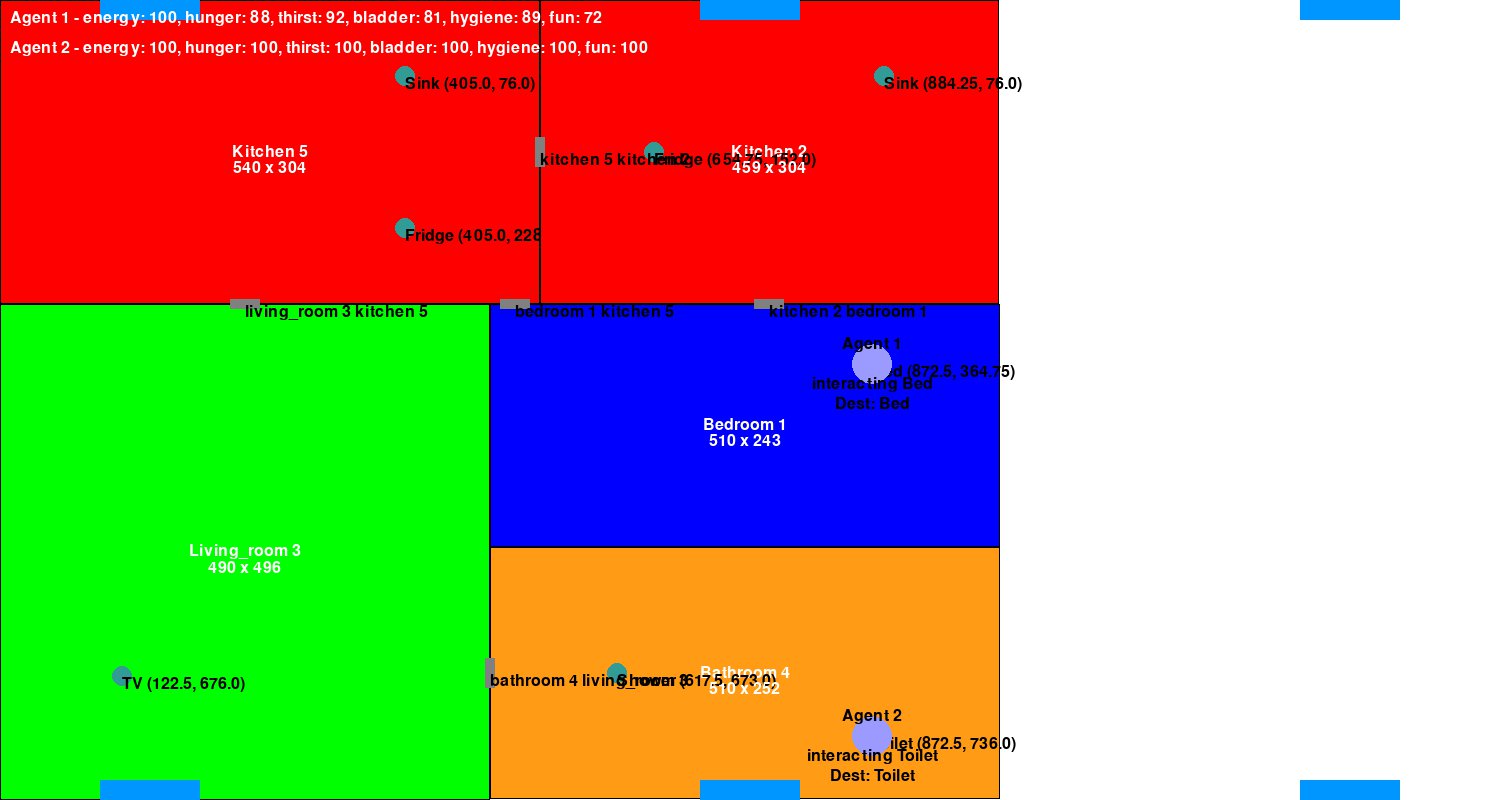 Agent 1 - energy: 100, hunger: 88, thirst: 92, bladder: 81, hygiene: 89, fun: 72
Agent 2 - energy: 100, hunger: 100, thirst: 100, bladder: 100, hygiene: 100, fun: 100
Sink (405.0, 76.0)
Sink (884.25, 76.0)
Kitchen 5
540 x 304
kitchen 5 kitchen 2
Fridge (654.75, 152.0)
Kitchen 2
459 x 304
Fridge (405.0, 228
living_room 3 kitchen 5
bedroom 1 kitchen 5
kitchen 2 bedroom 1
Agent 1
ed (872.5, 364.75)
interacting Bed
Dest: Bed
Bedroom 1
510 x 243
Living_room 3
490 x 496
TV (122.5, 676.0)
bathroom 4 living_room 3
Shower (617.5, 673.0)
Bathroom 4
510 x 252
Agent 2
ilet (872.5, 736.0)
interacting Toilet
Dest: Toilet